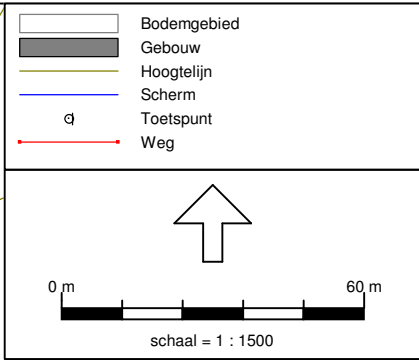 Bodemgebied
Gebouw
Hoogtelijn
Scherm
Toetspunt
Weg
0 m 60 m
schaal = 1 : 1500